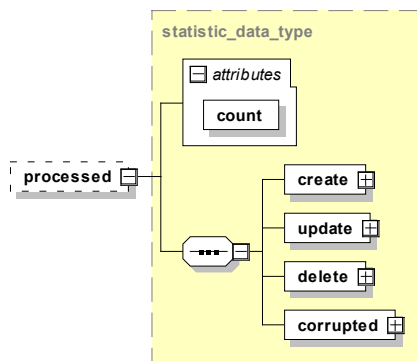 statistic_data_type
attributes
count
processed
create
update
delete
corrupted